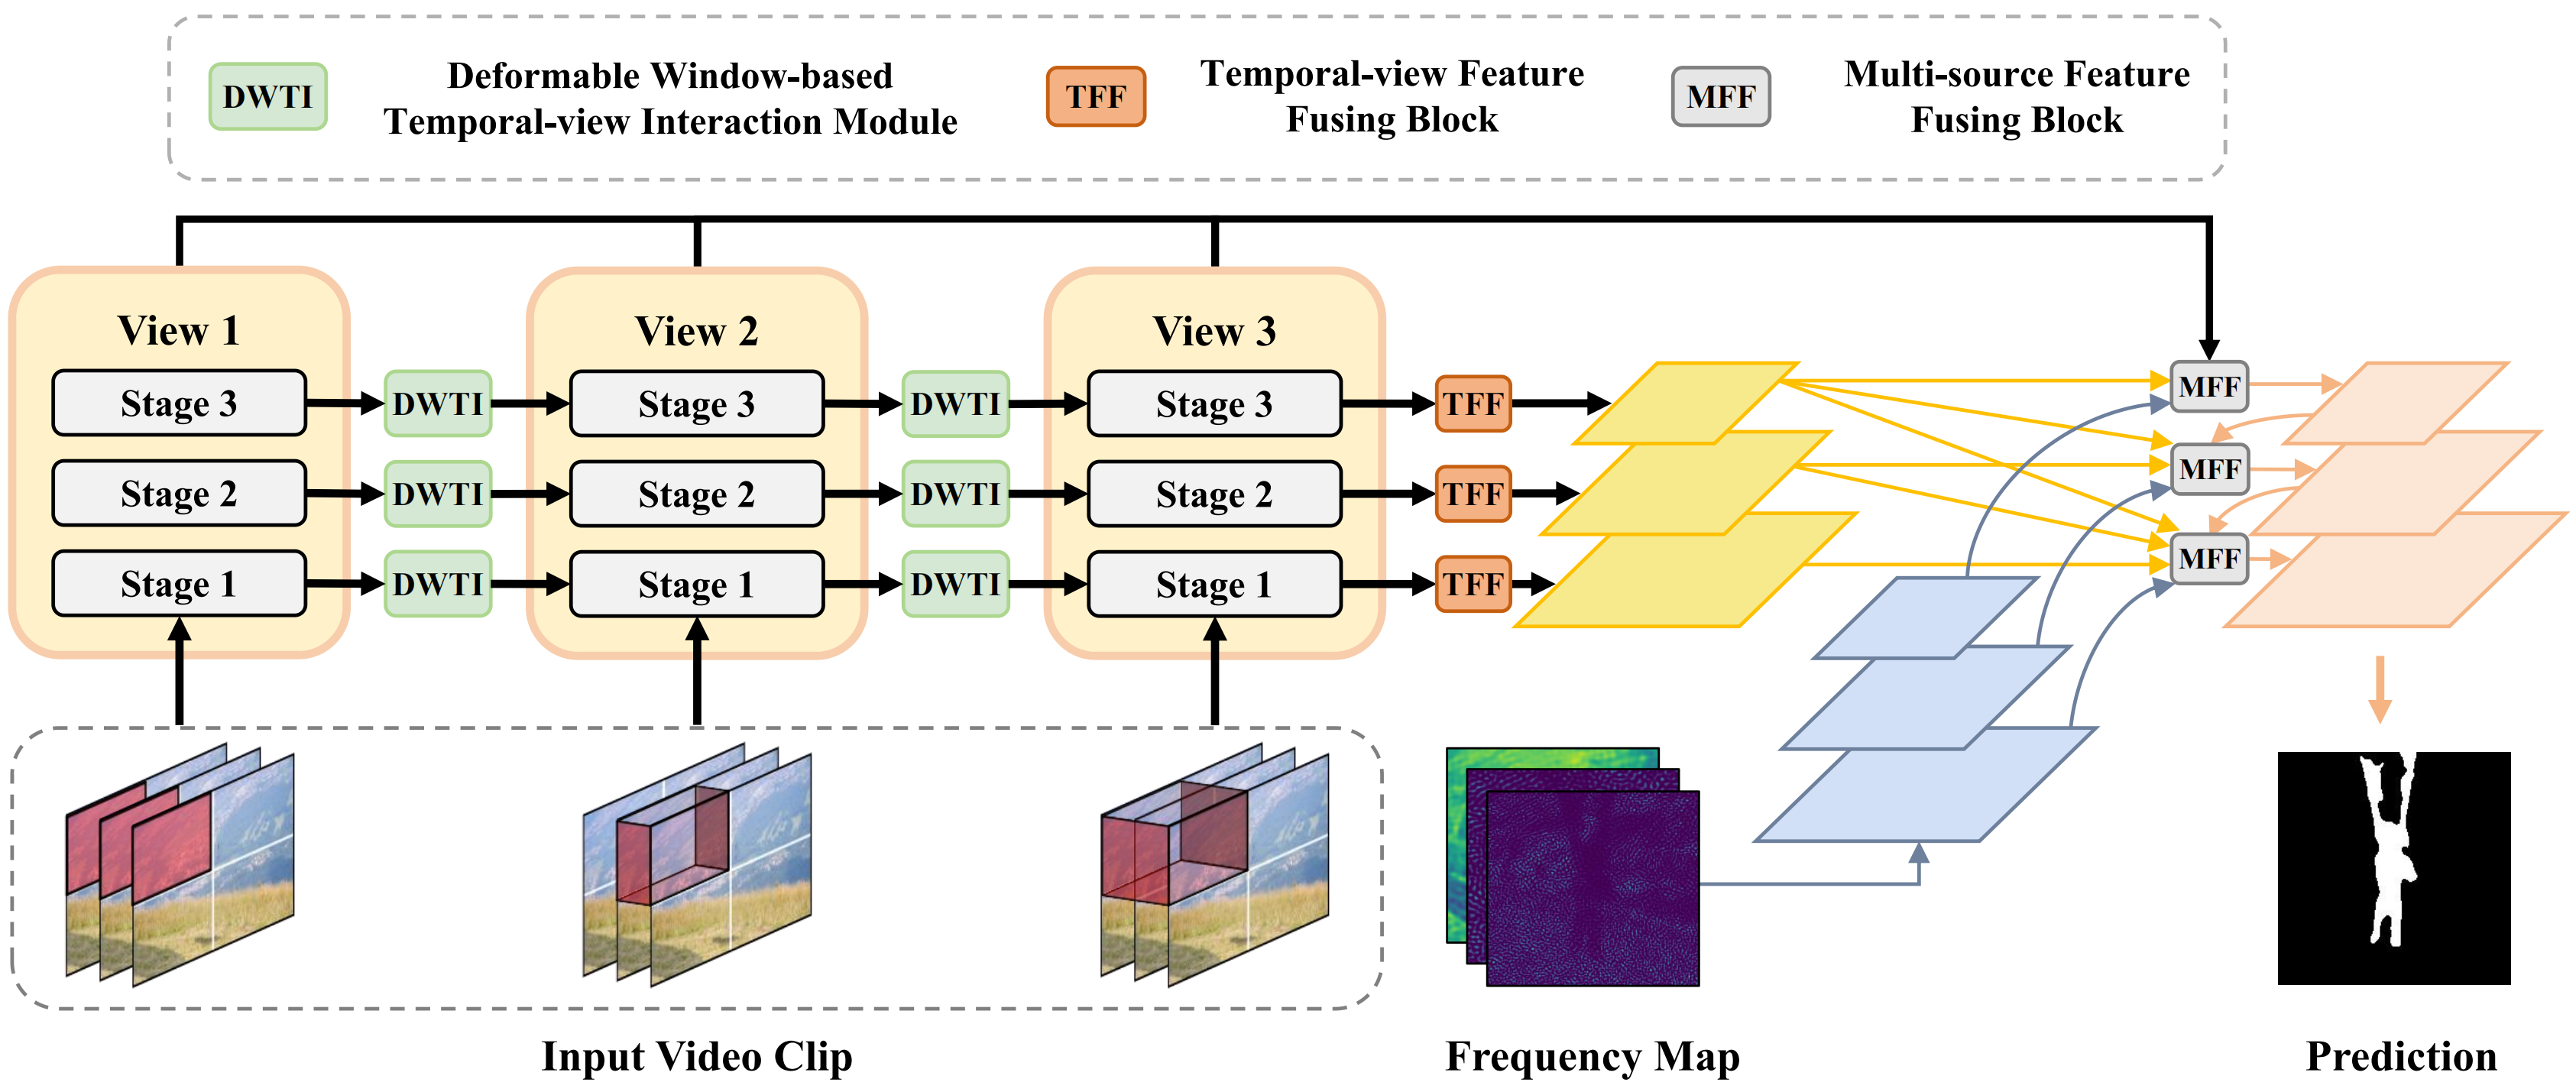 DWTI
Deformable Window-based
Temporal-view Interaction Module
TFF
Temporal-view Feature
Fusing Block
MFF
Multi-source Feature
Fusing Block
View 1
View 2
View 3
Stage 3
DWTI
Stage 3
DWTI
Stage 3
TFF
MFF
Stage 2
DWTI
Stage 2
DWTI
Stage 2
TFF
MFF
Stage 1
DWTI
Stage 1
DWTI
Stage 1
TFF
MFF
Input Video Clip
Frequency Map
Prediction